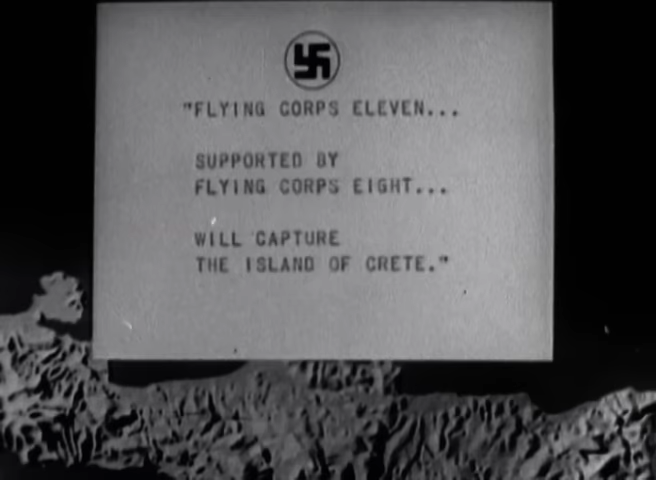 "FLYING CORPS ELEVEN...
SUPPORTED BY
FLYING CORPS EIGHT...
WILL CAPTURE
THE ISLAND OF CRETE."